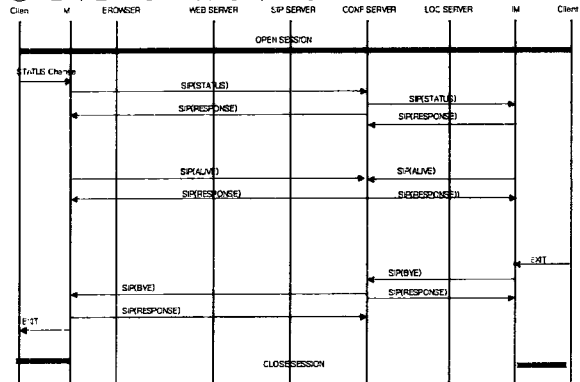 Clien M BROWSER WEB SERVER SIP SERVER CONF SERVER LOC SERVER IM Client
OPEN SESSION
STATUS Change
SIP(STATUS)
SIP(STATUS)
SIP(RESPONSE)
SIP(RESPONSE)
SIP(ALIVE) SIP(ALIVE)
SIP(RESPONSE) SIP(RESPONSE))
EXIT
SIP(BYE)
SIP(BYE)
SIP(RESPONSE)
SIP(RESPONSE)
EXIT
CLOSE SESSION